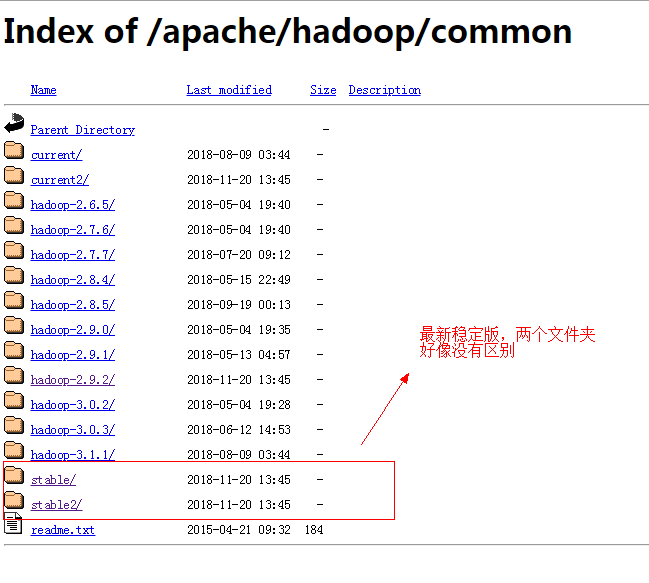 Index of /apache/hadoop/common
Name Last modified Size Description
Parent Directory -
current/ 2018-08-09 03:44 -
current2/ 2018-11-20 13:45 -
hadoop-2.6.5/ 2018-05-04 19:40 -
hadoop-2.7.6/ 2018-05-04 19:40 -
hadoop-2.7.7/ 2018-07-20 09:12 -
hadoop-2.8.4/ 2018-05-15 22:49 -
hadoop-2.8.5/ 2018-09-19 00:13 -
hadoop-2.9.0/ 2018-05-04 19:35 -
hadoop-2.9.1/ 2018-05-13 04:57 -
hadoop-2.9.2/ 2018-11-20 13:45 -
hadoop-3.0.2/ 2018-05-04 19:28 -
hadoop-3.0.3/ 2018-06-12 14:53 -
hadoop-3.1.1/ 2018-08-09 03:44 -
stable/ 2018-11-20 13:45 -
stable2/ 2018-11-20 13:45 -
readme.txt 2015-04-21 09:32 184
最新稳定版，两个文件夹
好像没有区别